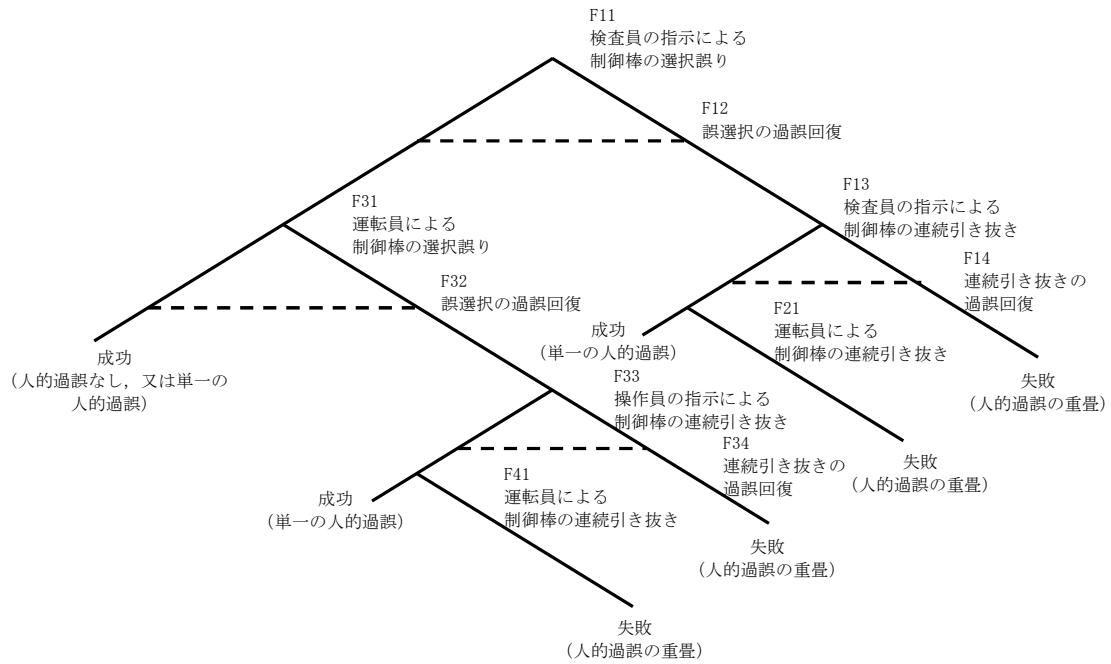 F11
検査員の指示による
制御棒の選択誤り
F12
誤選択の過誤回復
F31
運転員による
制御棒の選択誤り
F13
検査員の指示による
制御棒の連続引き抜き
F14
連続引き抜きの
過誤回復
F32
誤選択の過誤回復
F21
運転員による
制御棒の連続引き抜き
成功
(単一の人的過誤)
成功
(人的過誤なし，又は単一の
人的過誤)
失敗
(人的過誤の重畳)
F33
操作員の指示による
制御棒の連続引き抜き
F34
連続引き抜きの
過誤回復
失敗
(人的過誤の重畳)
F41
運転員による
制御棒の連続引き抜き
成功
(単一の人的過誤)
失敗
(人的過誤の重畳)
失敗
(人的過誤の重畳)